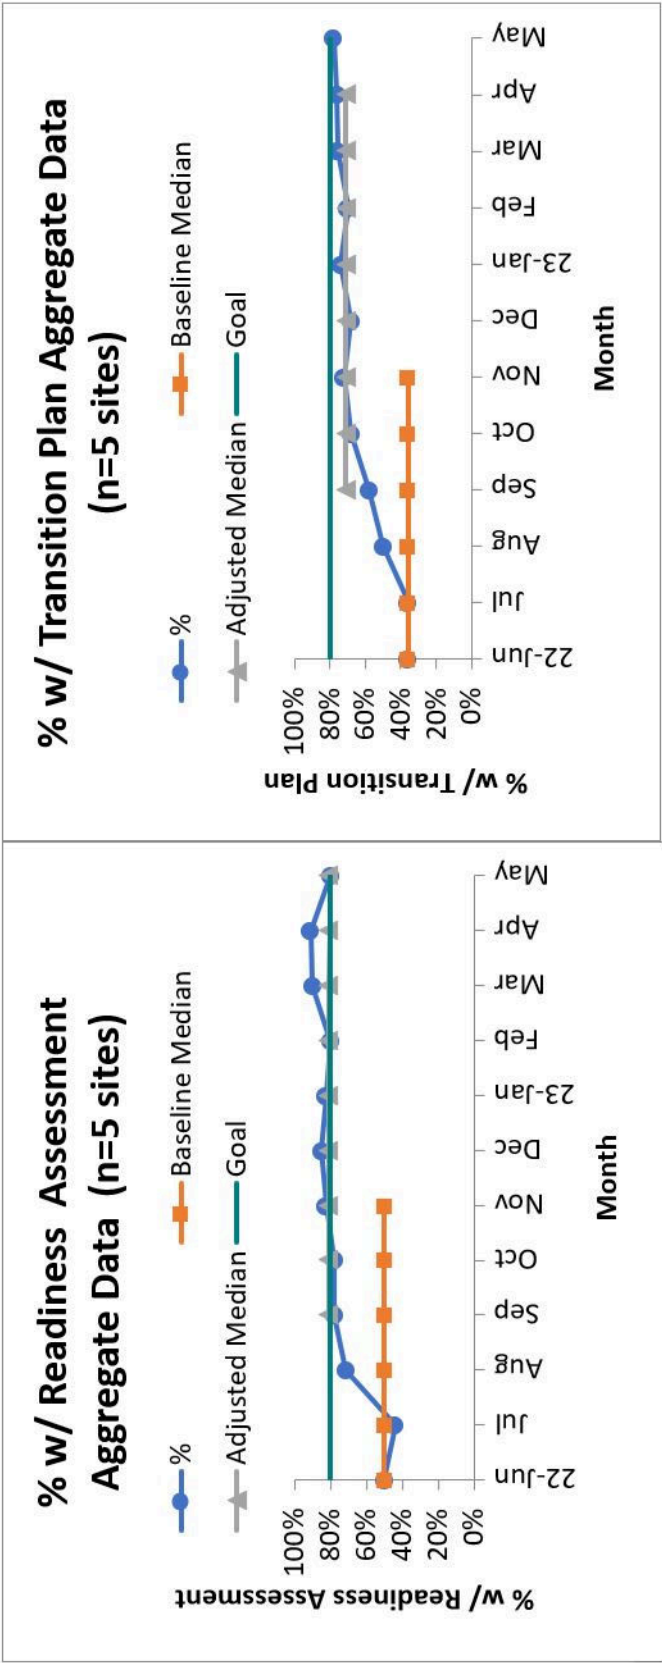 % w/ Readiness Assessment
Aggregate Data (n=5 sites)
%
Baseline Median
Adjusted Median
Goal
% w/ Readiness Assessment
100%
80%
60%
40%
20%
0%
22-Jun
Jul
Aug
Sep
Oct
Nov
Dec
23-Jan
Feb
Mar
Apr
May
Month
% w/ Transition Plan Aggregate Data
(n=5 sites)
%
Baseline Median
Adjusted Median
Goal
% w/ Transition Plan
100%
80%
60%
40%
20%
0%
22-Jun
Jul
Aug
Sep
Oct
Nov
Dec
23-Jan
Feb
Mar
Apr
May
Month